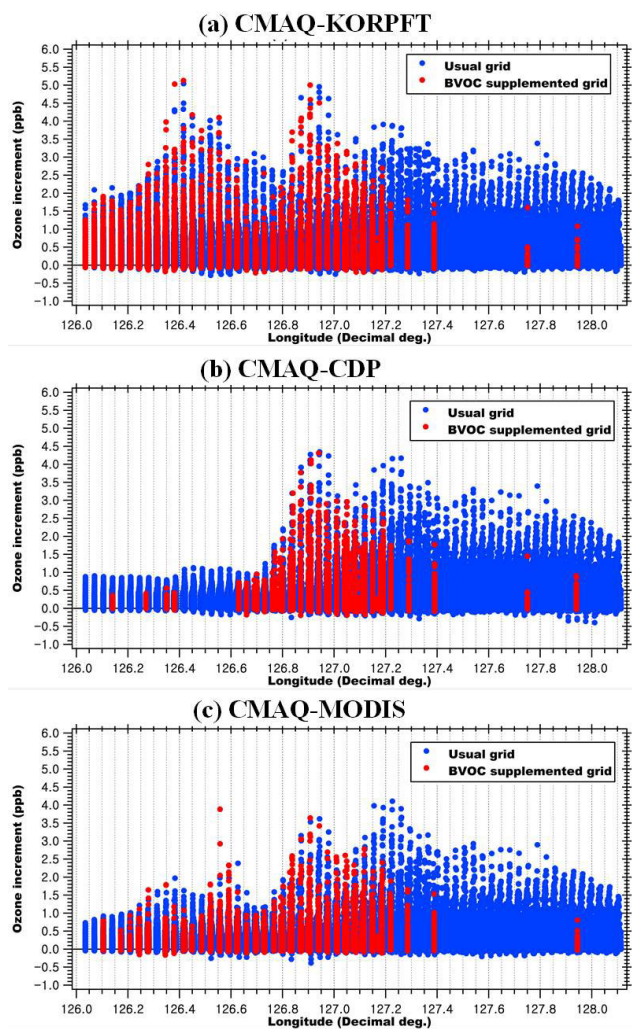 (a) CMAQ-KORPFT
6.0
5.5
5.0
4.5
4.0
3.5
3.0
2.5
2.0
1.5
1.0
0.5
0.0
−0.5
−1.0
Ozone increment (ppb)
Usual grid
BVOC supplemented grid
126.0 126.2 126.4 126.6 126.8 127.0 127.2 127.4 127.6 127.8 128.0
Longitude (Decimal deg.)
(b) CMAQ-CDP
6.0
5.5
5.0
4.5
4.0
3.5
3.0
2.5
2.0
1.5
1.0
0.5
0.0
−0.5
−1.0
Ozone increment (ppb)
Usual grid
BVOC supplemented grid
126.0 126.2 126.4 126.6 126.8 127.0 127.2 127.4 127.6 127.8 128.0
Longitude (Decimal deg.)
(c) CMAQ-MODIS
6.0
5.5
5.0
4.5
4.0
3.5
3.0
2.5
2.0
1.5
1.0
0.5
0.0
−0.5
−1.0
Ozone increment (ppb)
Usual grid
BVOC supplemented grid
126.0 126.2 126.4 126.6 126.8 127.0 127.2 127.4 127.6 127.8 128.0
Longitude (Decimal deg.)